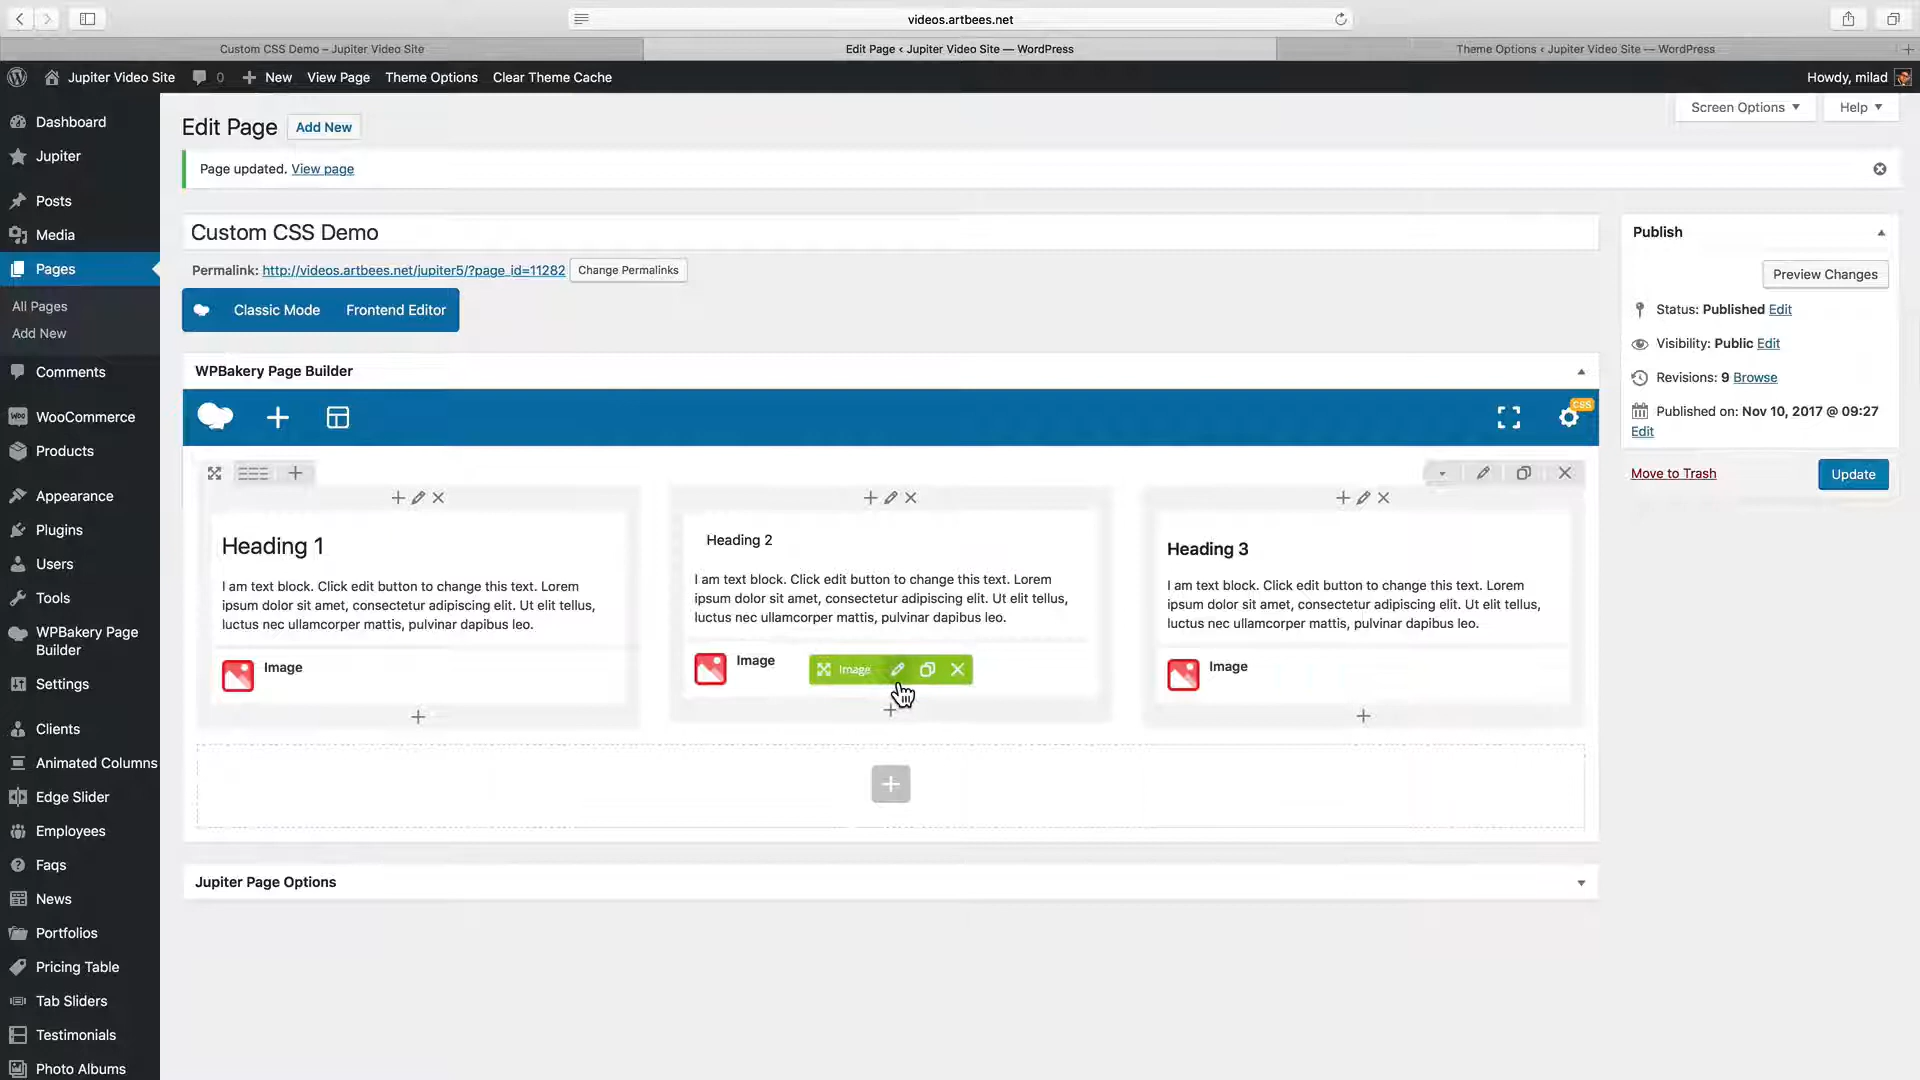 videos.artbees.net
Custom CSS Demo – Jupiter Video Site
Edit Page ‹ Jupiter Video Site — WordPress
Theme Options ‹ Jupiter Video Site — WordPress
Jupiter Video Site
0
New
View Page
Theme Options
Clear Theme Cache
Howdy, milad
Dashboard
Jupiter
Posts
Media
Pages
All Pages
Add New
Comments
WooCommerce
Products
Appearance
Plugins
Users
Tools
WPBakery Page
Builder
Settings
Clients
Animated Columns
Edge Slider
Employees
Faqs
News
Portfolios
Pricing Table
Tab Sliders
Testimonials
Photo Albums
Screen Options
Help
Edit Page
Add New
Page updated. View page
Custom CSS Demo
Permalink: http://videos.artbees.net/jupiter5/?page_id=11282
Change Permalinks
Classic Mode
Frontend Editor
WPBakery Page Builder
CSS
Heading 1
I am text block. Click edit button to change this text. Lorem
ipsum dolor sit amet, consectetur adipiscing elit. Ut elit tellus,
luctus nec ullamcorper mattis, pulvinar dapibus leo.
Image
Heading 2
I am text block. Click edit button to change this text. Lorem
ipsum dolor sit amet, consectetur adipiscing elit. Ut elit tellus,
luctus nec ullamcorper mattis, pulvinar dapibus leo.
Image
Image
Heading 3
I am text block. Click edit button to change this text. Lorem
ipsum dolor sit amet, consectetur adipiscing elit. Ut elit tellus,
luctus nec ullamcorper mattis, pulvinar dapibus leo.
Image
Jupiter Page Options
Publish
Preview Changes
Status: Published Edit
Visibility: Public Edit
Revisions: 9 Browse
Published on: Nov 10, 2017 @ 09:27
Edit
Move to Trash
Update